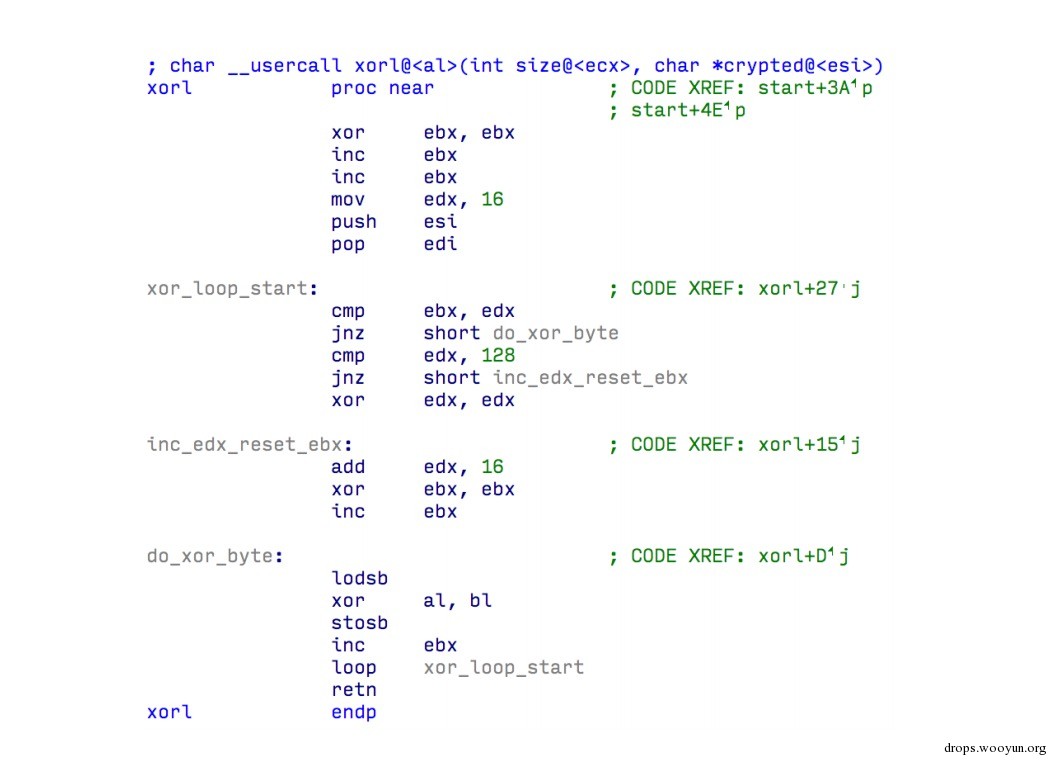 ; char __usercall xorl@<al>(int size@<ecx>, char *crypted@<esi>)
xorl proc near ; CODE XREF: start+3A↑p
; start+4E↑p
xor ebx, ebx
inc ebx
inc ebx
mov edx, 16
push esi
pop edi
xor_loop_start: ; CODE XREF: xorl+27↓j
cmp ebx, edx
jnz short do_xor_byte
cmp edx, 128
jnz short inc_edx_reset_ebx
xor edx, edx
inc_edx_reset_ebx: ; CODE XREF: xorl+15↑j
add edx, 16
xor ebx, ebx
inc ebx
do_xor_byte: ; CODE XREF: xorl+D↑j
lodsb
xor al, bl
stosb
inc ebx
loop xor_loop_start
retn
xorl endp
drops.wooyun.org